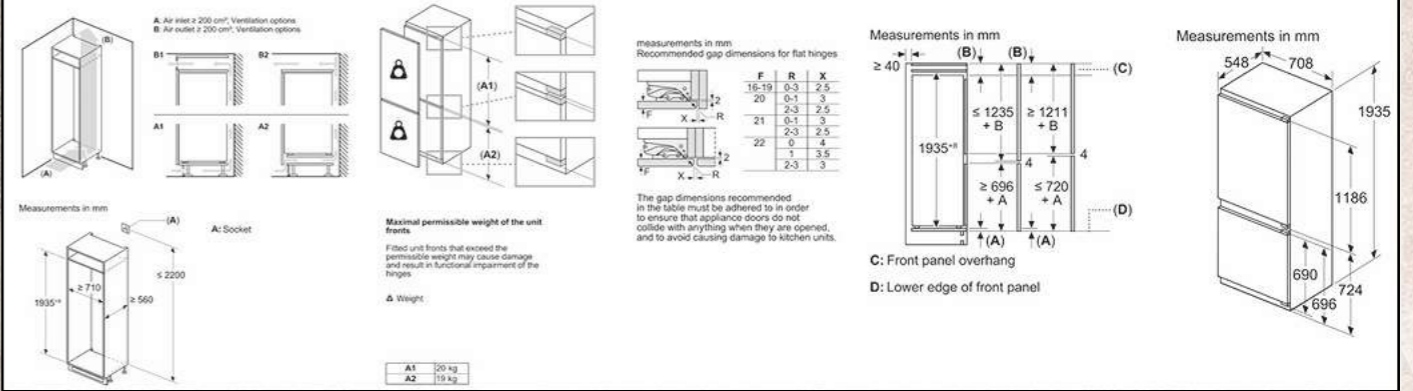 A: Air inlet ≥ 200 cm²; Ventilation options
B: Air outlet ≥ 200 cm²; Ventilation options
(B)
B1
B2
A1
A2
(A)
Measurements in mm
(A)
A: Socket
≤ 2200
≥ 710
≥ 560
1935⁺⁸
(A1)
(A2)
Maximal permissible weight of the unit
fronts
Fitted unit fronts that exceed the
permissible weight may cause damage
and result in functional impairment of the
hinges
Weight
A1 20 kg
A2 19 kg
measurements in mm
Recommended gap dimensions for flat hinges
F R X
16-19 0-3 2.5
20 0-1 3
2-3 2.5
21 0-1 3
2-3 2.5
22 0 4
1 3.5
2-3 3
F
X
R
2
F
X
R
2
The gap dimensions recommended
in the table must be adhered to in order
to ensure that appliance doors do not
collide with anything when they are opened,
and to avoid causing damage to kitchen units.
Measurements in mm
≥ 40
(B)
(B)
(C)
≤ 1235
+ B
≥ 1211
+ B
1935⁺⁸
4
4
≥ 696
+ A
≤ 720
+ A
(D)
(A)
(A)
C: Front panel overhang
D: Lower edge of front panel
Measurements in mm
548
708
1935
1186
690
724
696